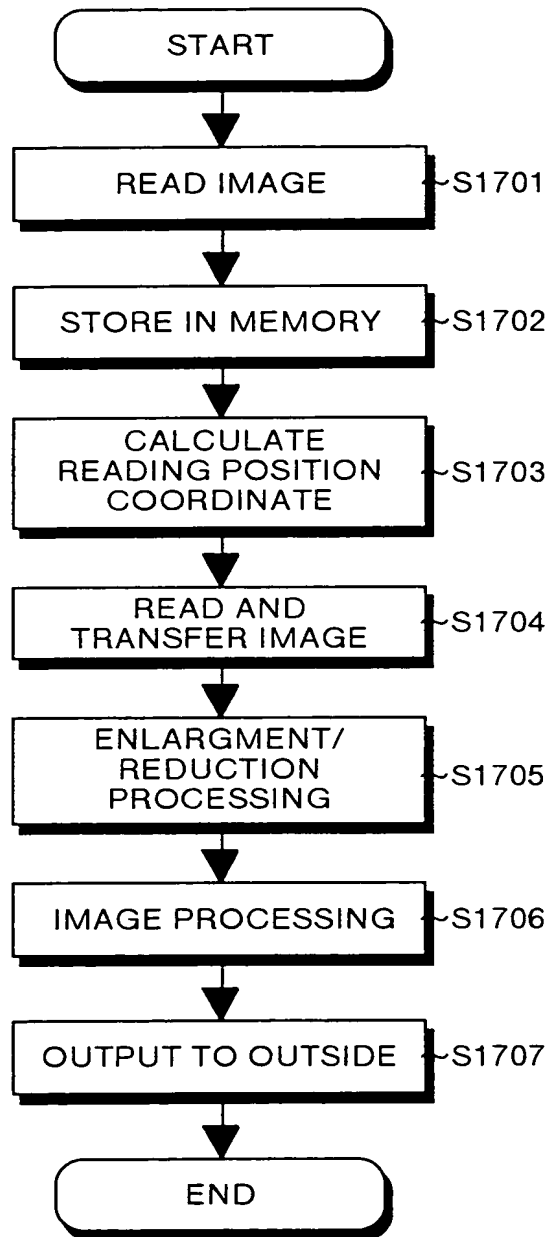 START
READ IMAGE
~S1701
STORE IN MEMORY
~S1702
CALCULATE
READING POSITION
COORDINATE
~S1703
READ AND
TRANSFER IMAGE
~S1704
ENLARGMENT/
REDUCTION
PROCESSING
~S1705
IMAGE PROCESSING
~S1706
OUTPUT TO OUTSIDE
~S1707
END